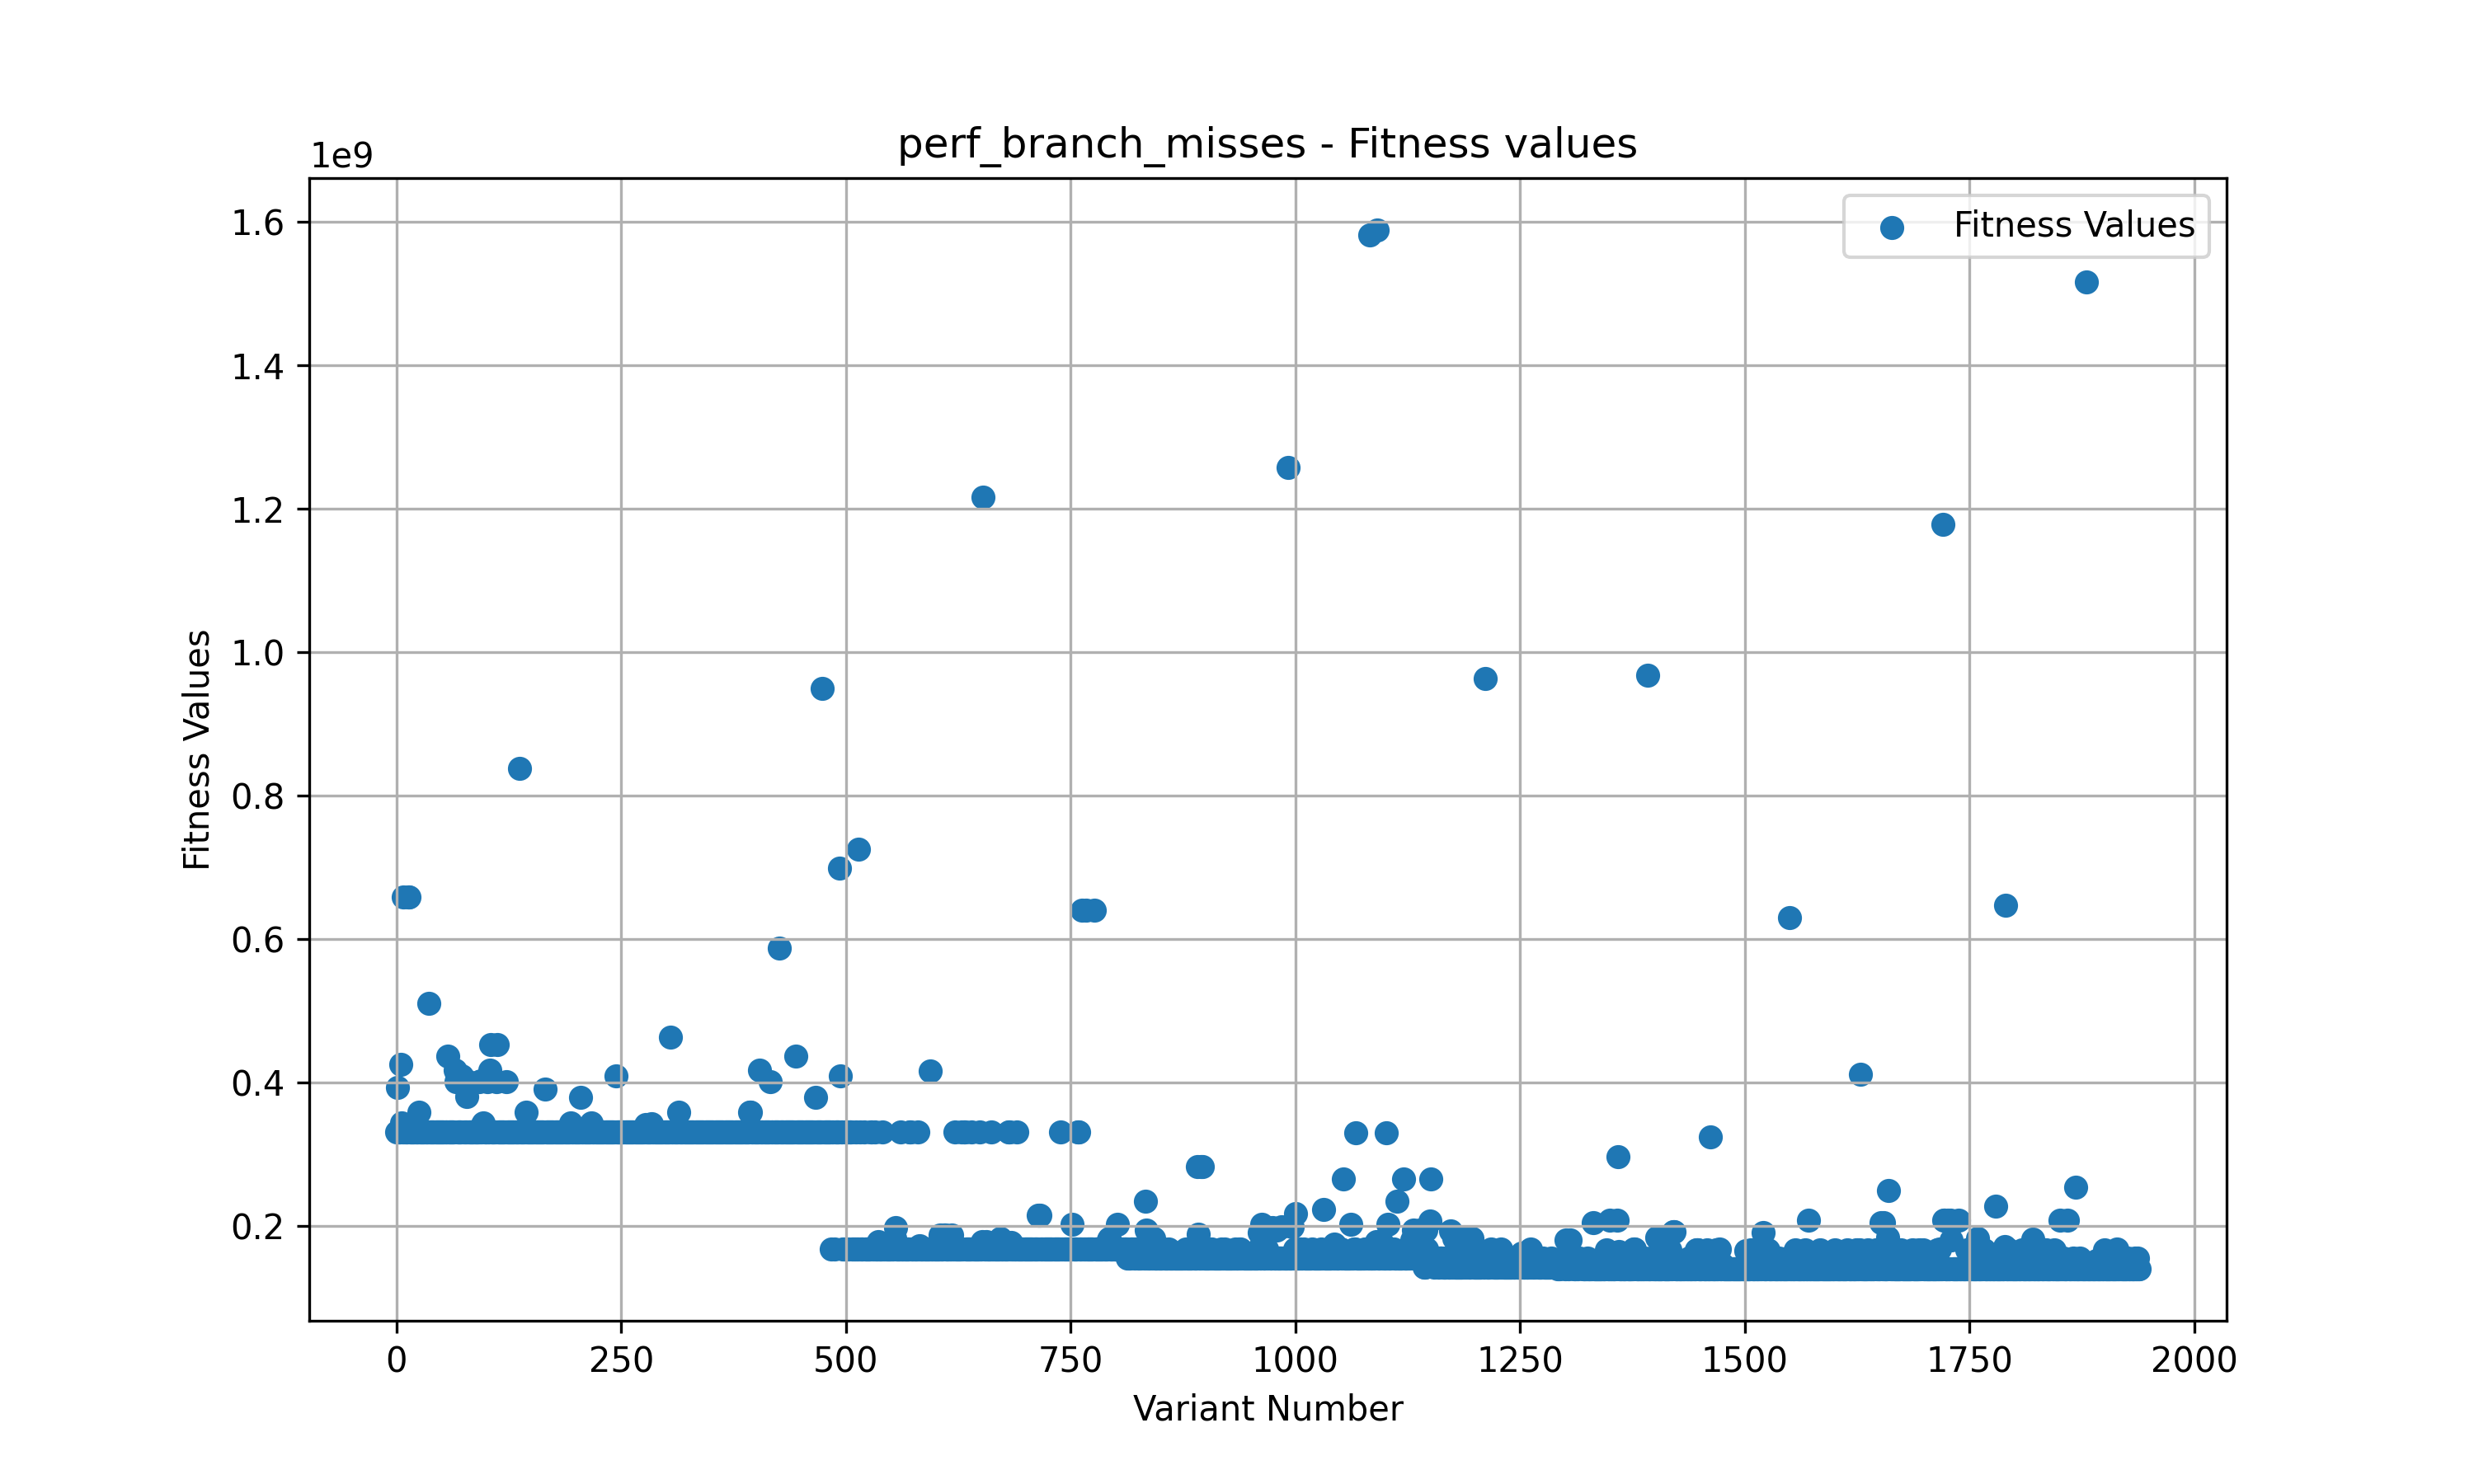 perf_branch_misses - Fitness values
1e9
Fitness Values
1.6
1.4
1.2
1.0
0.8
0.6
0.4
0.2
Fitness Values
0 250 500 750 1000 1250 1500 1750 2000
Variant Number